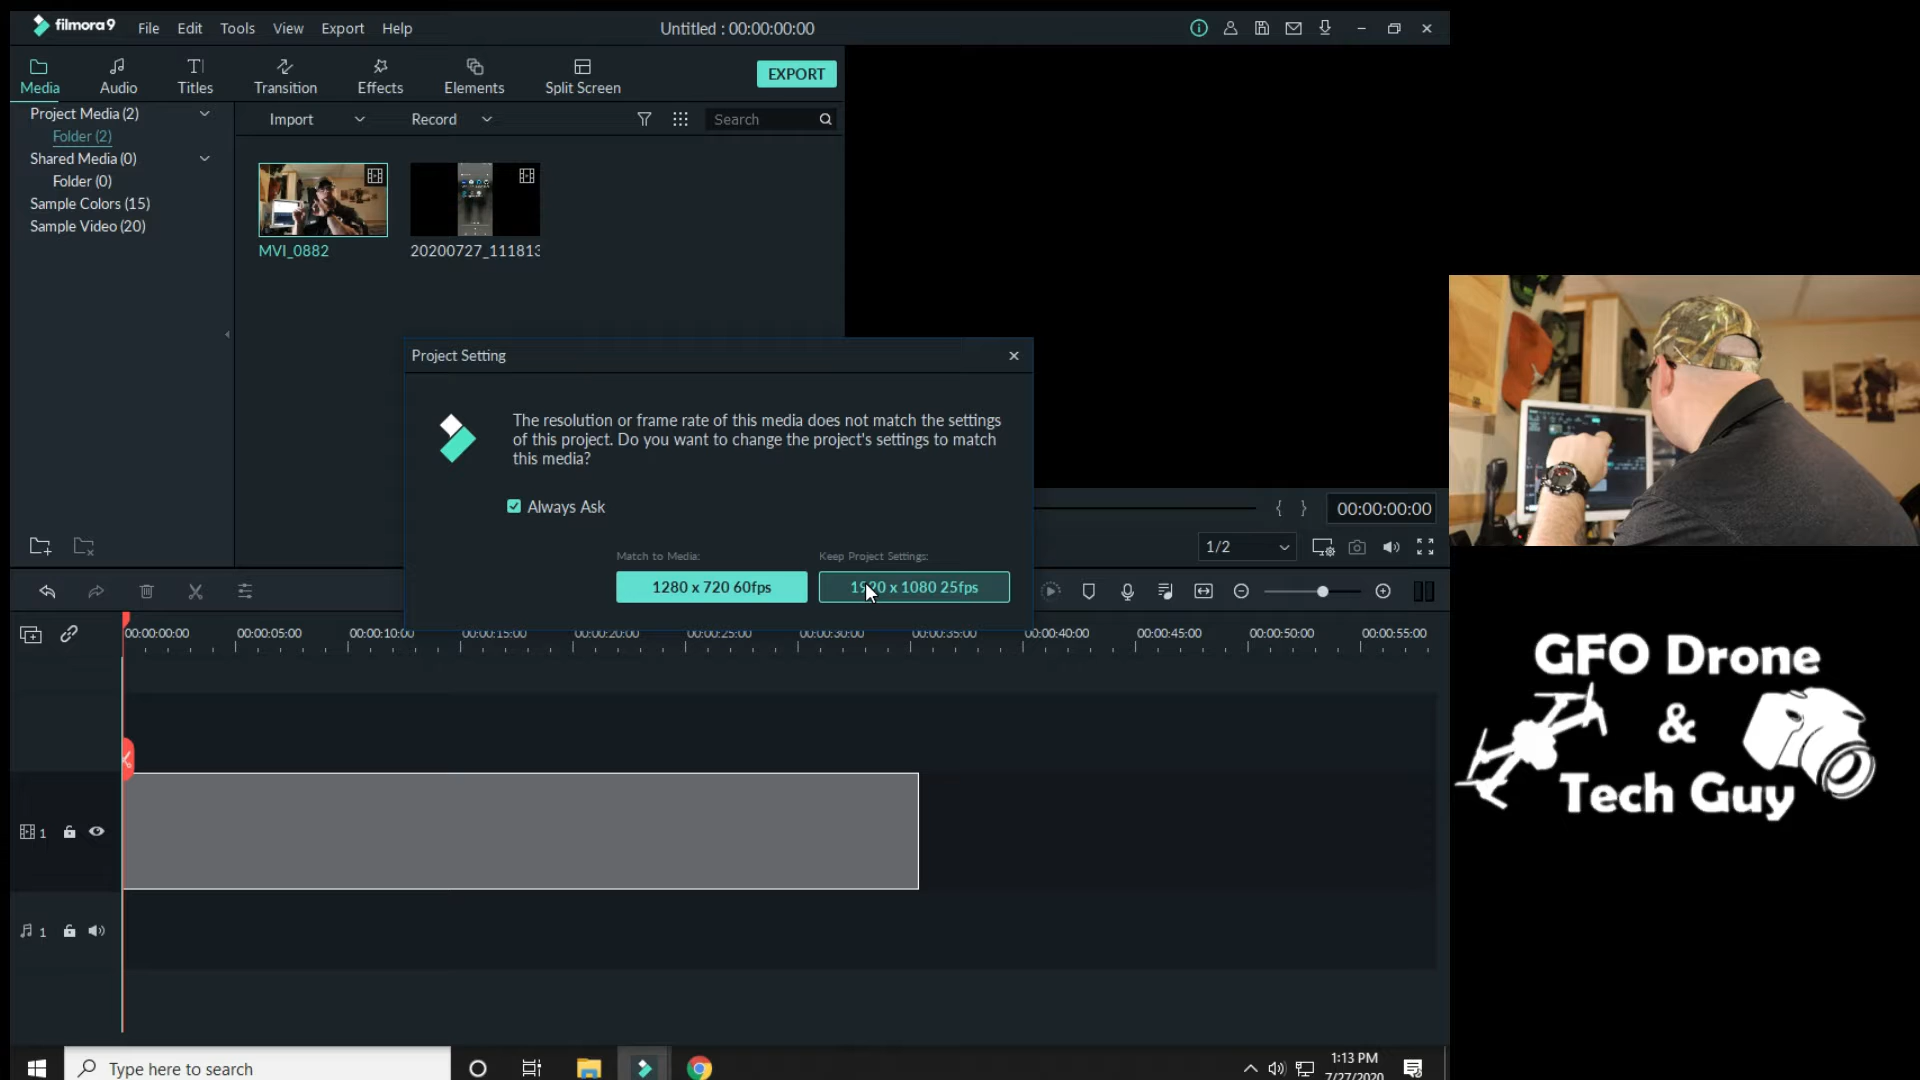 filmora9 File Edit Tools View Export Help Untitled : 00:00:00:00
Media Audio Titles Transition Effects Elements Split Screen EXPORT
Project Media (2)
Folder (2)
Shared Media (0)
Folder (0)
Sample Colors (15)
Sample Video (20)
Import Record Search
MVI_0882 20200727_111813
Project Setting
The resolution or frame rate of this media does not match the settings
of this project. Do you want to change the project's settings to match
this media?
Always Ask
Match to Media: Keep Project Settings:
1280 x 720 60fps 1920 x 1080 25fps
{ } 00:00:00:00
1/2
00:00:00:00 00:00:05:00 00:00:10:00 00:00:15:00 00:00:20:00 00:00:25:00 00:00:30:00 00:00:35:00 00:00:40:00 00:00:45:00 00:00:50:00 00:00:55:00
1
1
GFO Drone
&
Tech Guy
Type here to search
1:13 PM
7/27/2020